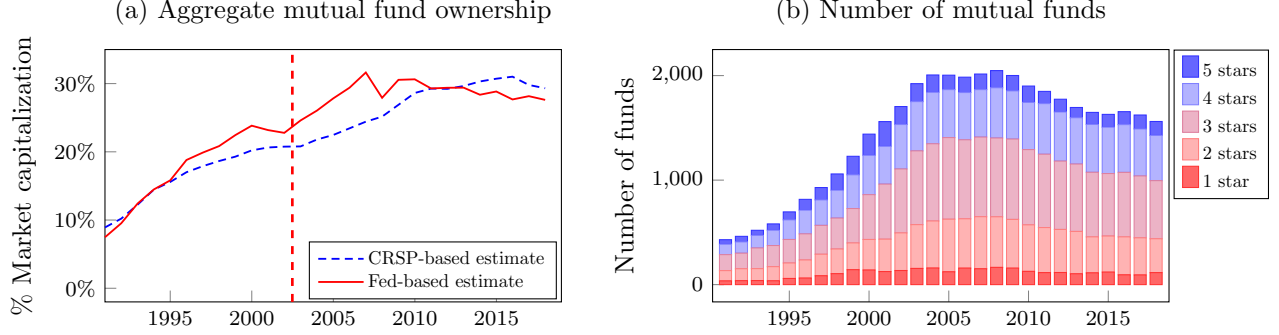 (a) Aggregate mutual fund ownership
% Market capitalization
30%
20%
10%
0%
1995 2000 2005 2010 2015
CRSP-based estimate
Fed-based estimate
(b) Number of mutual funds
Number of funds
2,000
1,000
0
1995 2000 2005 2010 2015
5 stars
4 stars
3 stars
2 stars
1 star